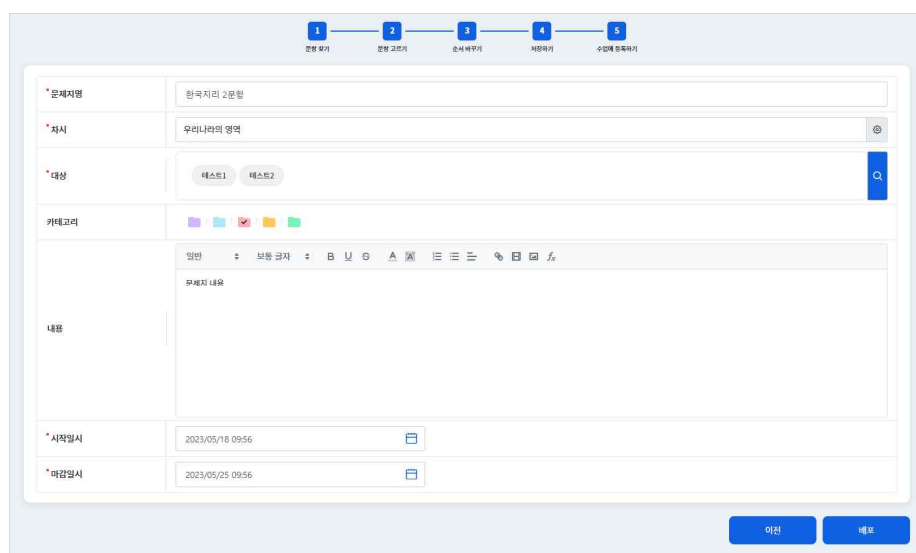 1 2 3 4 5
문항 찾기 문항 고르기 순서 바꾸기 저장하기 수업에 등록하기
*문제지명 한국지리 2문항
*차시 우리나라의 영역
*대상 테스트1 테스트2
카테고리
일반 보통 글자 B U S A A fx
문제지 내용
내용
*시작일시 2023/05/18 09:56
*마감일시 2023/05/25 09:56
이전 배포